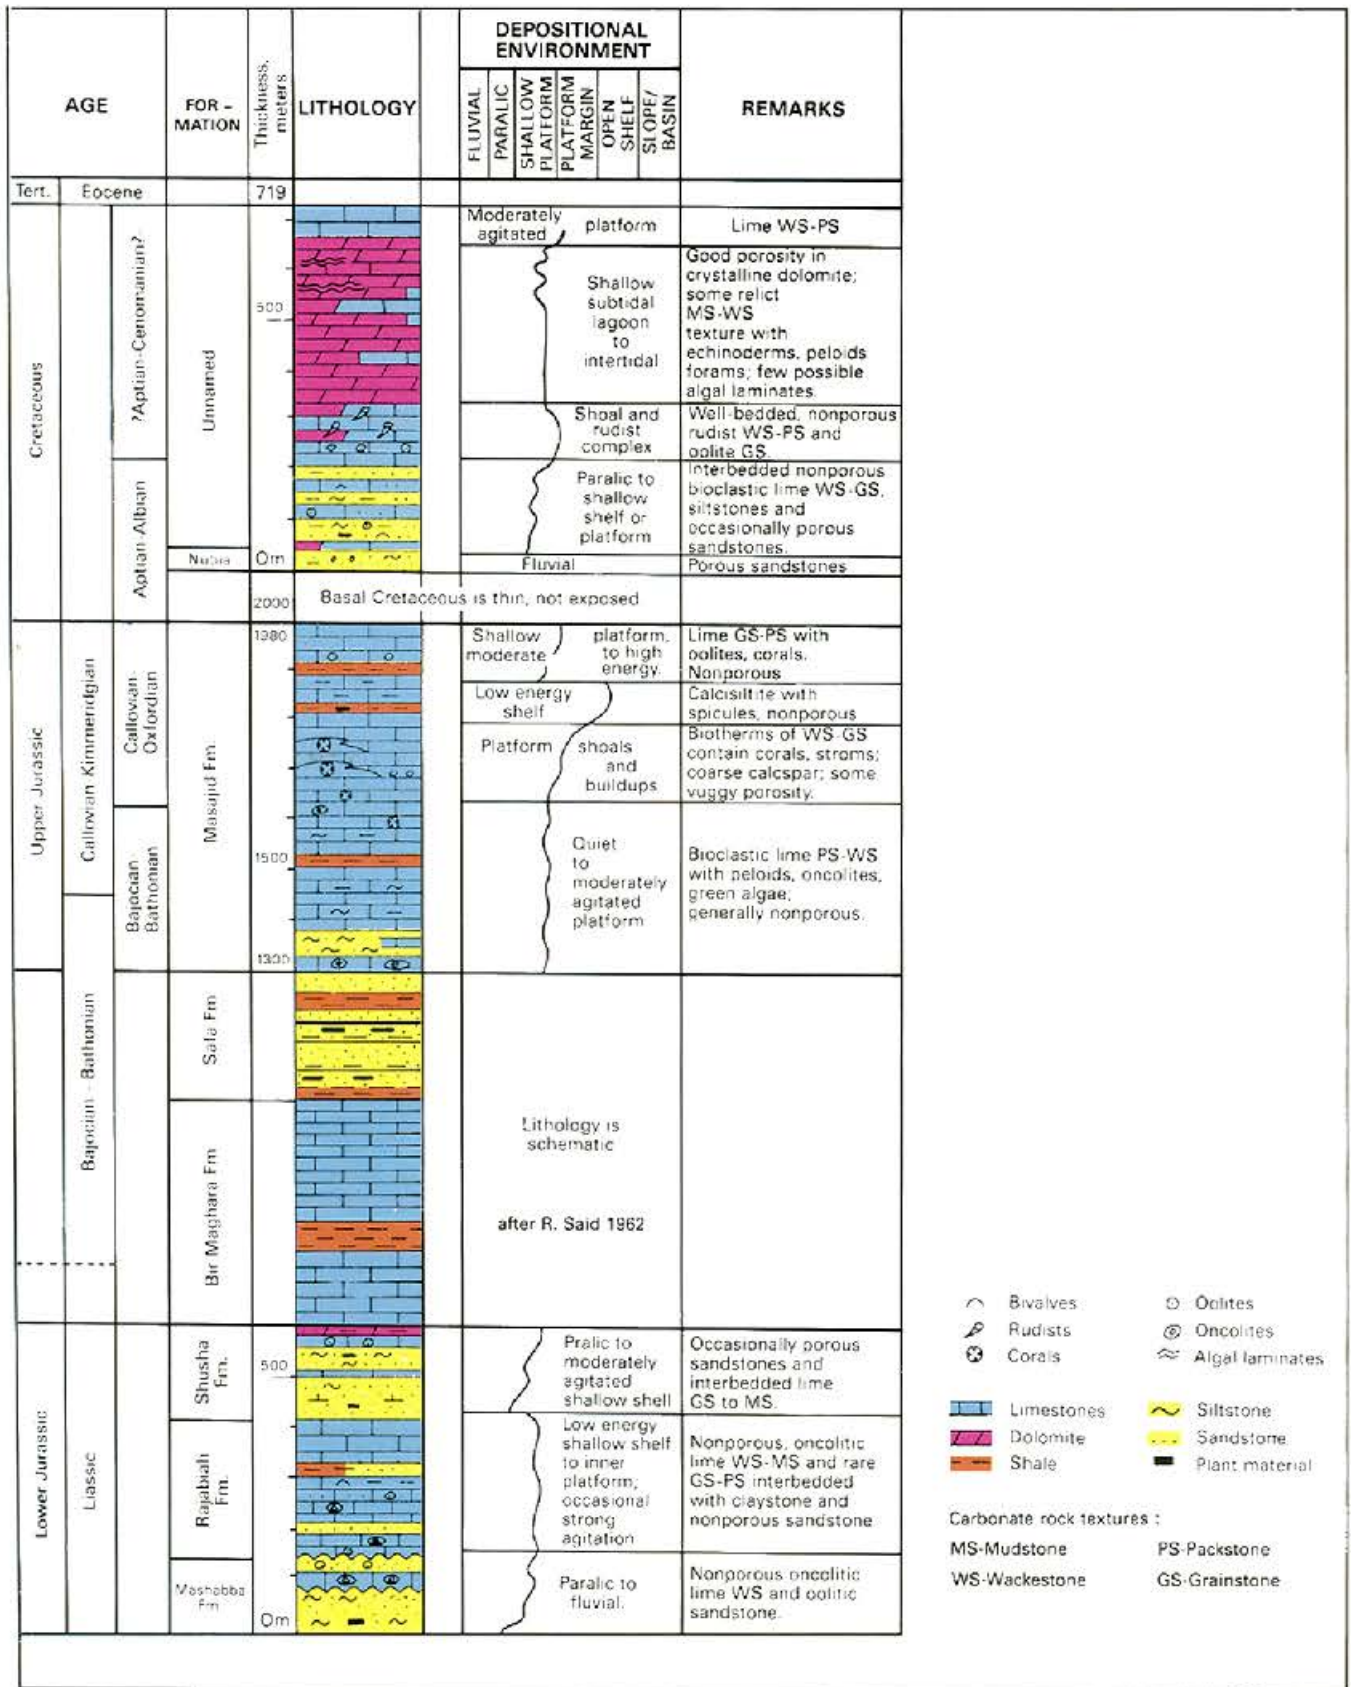 AGE
FOR-
MATION
Thickness,
meters
LITHOLOGY
DEPOSITIONAL
ENVIRONMENT
FLUVIAL
PARALIC
SHALLOW
PLATFORM
PLATFORM
MARGIN
OPEN
SHELF
SLOPE/
BASIN
REMARKS
Tert.
Eocene
719
Cretaceous
?Aptian-Cenomanian?
Aptian-Albian
Unnamed
Nubia
500
0m
2000
Moderately platform
agitated
Lime WS-PS
Shallow
subtidal
lagoon
to
intertidal
Good porosity in
crystalline dolomite;
some relict
MS-WS
texture with
echinoderms, peloids
forams; few possible
algal laminates.
Shoal and
rudist
complex
Well-bedded, nonporous
rudist WS-PS and
oolite GS.
Paralic to
shallow
shelf or
platform
Interbedded nonporous
bioclastic lime WS-GS,
siltstones and
occasionally porous
sandstones.
Fluvial
Porous sandstones
Basal Cretaceous is thin, not exposed
Upper Jurassic
Callovian Kimmeridgian
Callovian-
Oxfordian
Bajocian-
Bathonian
Masajid Fm.
1980
1500
1300
Shallow platform,
moderate to high
energy.
Lime GS-PS with
oolites, corals.
Nonporous
Low energy
shelf
Calcisiltite with
spicules, nonporous
Platform shoals
and
buildups
Biotherms of WS-GS
contain corals, stroms;
coarse calcspar; some
vuggy porosity.
Quiet
to
moderately
agitated
platform
Bioclastic lime PS-WS
with peloids, oncolites,
green algae;
generally nonporous.
Bajocian - Bathonian
Sala Fm
Bir Maghara Fm
Lithology is
schematic
after R. Said 1962
Lower Jurassic
Liassic
Shusha
Fm.
Rajabiah
Fm.
Mashabba
Fm
500
0m
Pralic to
moderately
agitated
shallow shell
Occasionally porous
sandstones and
interbedded lime
GS to MS.
Low energy
shallow shelf
to inner
platform;
occasional
strong
agitation
Nonporous, oncolitic
lime WS-MS and rare
GS-PS interbedded
with claystone and
nonporous sandstone
Paralic to
fluvial.
Nonporous oncolitic
lime WS and oolitic
sandstone.
Bivalves
Oolites
Rudists
Oncolites
Corals
Algal laminates
Limestones
Siltstone
Dolomite
Sandstone
Shale
Plant material
Carbonate rock textures :
MS-Mudstone
PS-Packstone
WS-Wackestone
GS-Grainstone